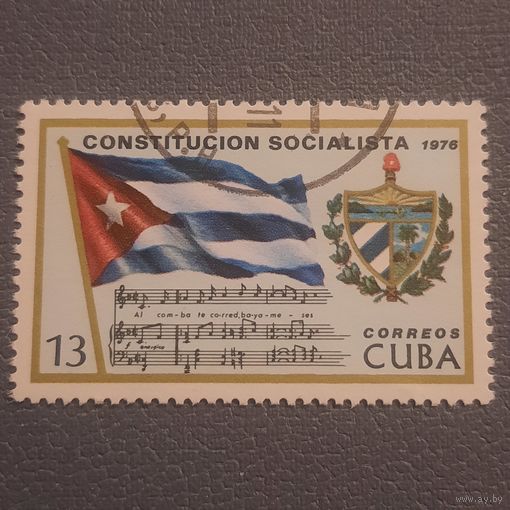 CONSTITUCION SOCIALISTA 1976
Al com-ba te co-rred,ba-ya-me - ses
f enérgico
CORREOS
13 CUBA
www.ay.by